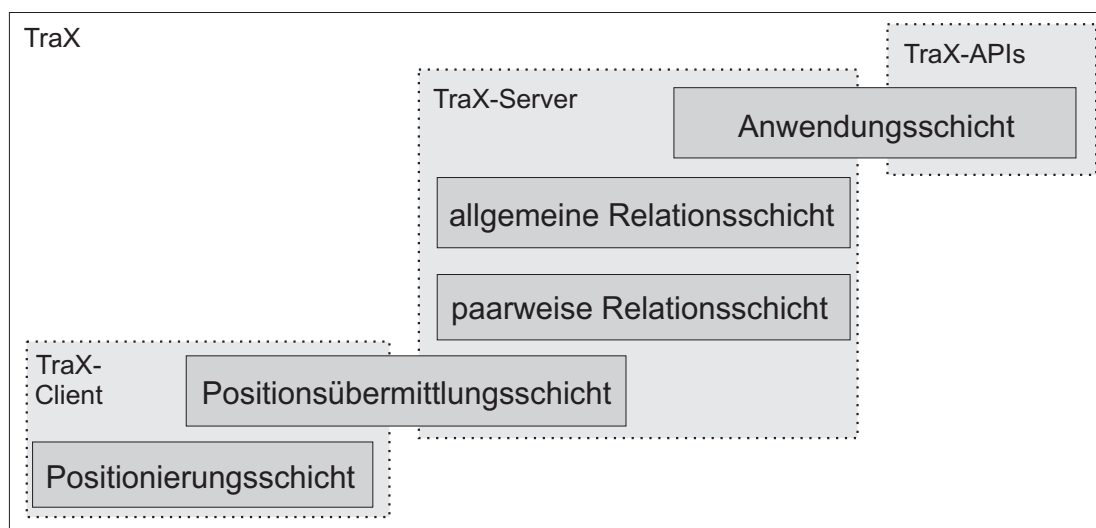 TraX
TraX-APIs
TraX-Server
Anwendungsschicht
allgemeine Relationsschicht
paarweise Relationsschicht
TraX-
Client
Positionsübermittlungsschicht
Positionierungsschicht